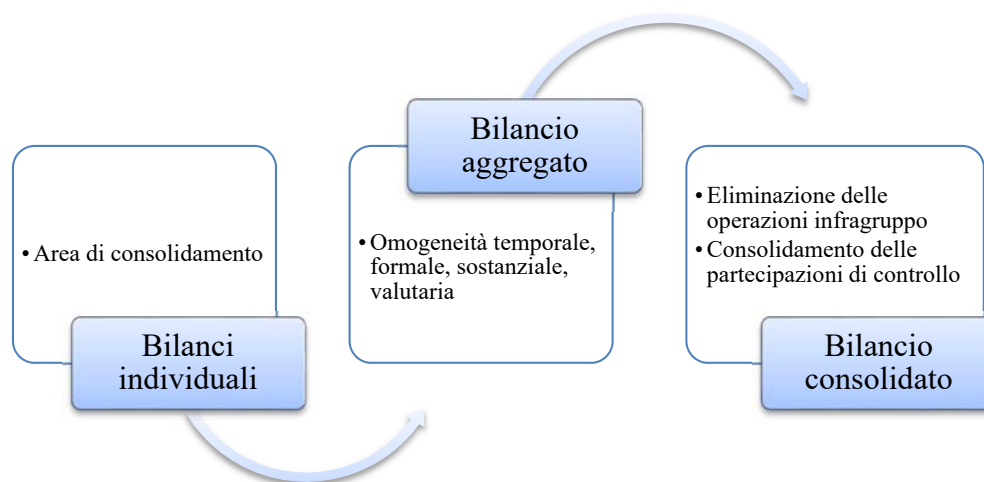 • Area di consolidamento
Bilanci
individuali
Bilancio
aggregato
• Omogeneità temporale,
formale, sostanziale,
valutaria
• Eliminazione delle
operazioni infragruppo
• Consolidamento delle
partecipazioni di controllo
Bilancio
consolidato